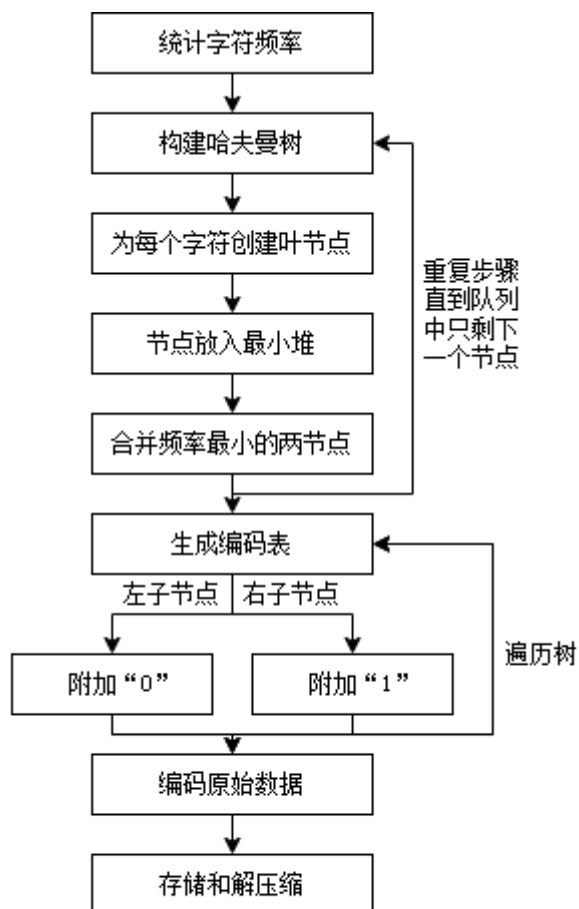 统计字符频率
构建哈夫曼树
为每个字符创建叶节点
重复步骤
直到队列
中只剩下
一个节点
节点放入最小堆
合并频率最小的两节点
生成编码表
左子节点
右子节点
遍历树
附加“0”
附加“1”
编码原始数据
存储和解压缩